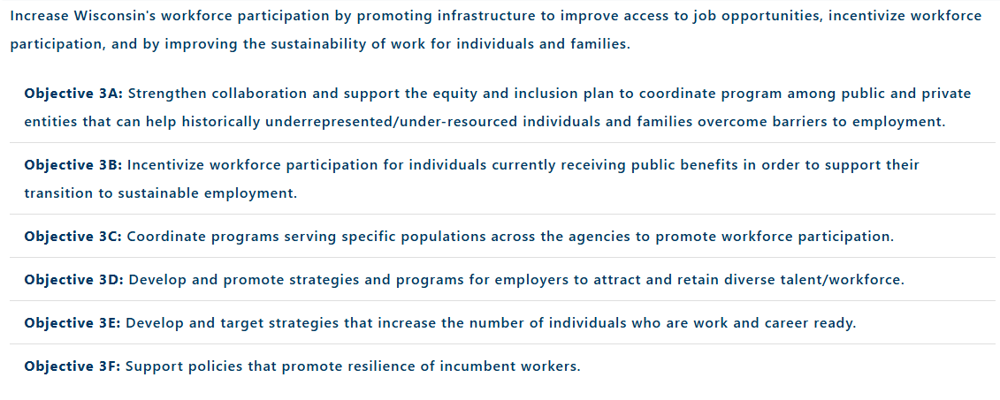 Increase Wisconsin's workforce participation by promoting infrastructure to improve access to job opportunities, incentivize workforce
participation, and by improving the sustainability of work for individuals and families.
Objective 3A: Strengthen collaboration and support the equity and inclusion plan to coordinate program among public and private
entities that can help historically underrepresented/under-resourced individuals and families overcome barriers to employment.
Objective 3B: Incentivize workforce participation for individuals currently receiving public benefits in order to support their
transition to sustainable employment.
Objective 3C: Coordinate programs serving specific populations across the agencies to promote workforce participation.
Objective 3D: Develop and promote strategies and programs for employers to attract and retain diverse talent/workforce.
Objective 3E: Develop and target strategies that increase the number of individuals who are work and career ready.
Objective 3F: Support policies that promote resilience of incumbent workers.